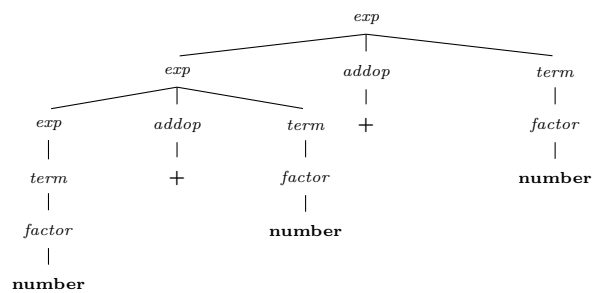 exp
exp addop term
exp addop term + factor
term + factor number
factor number
number